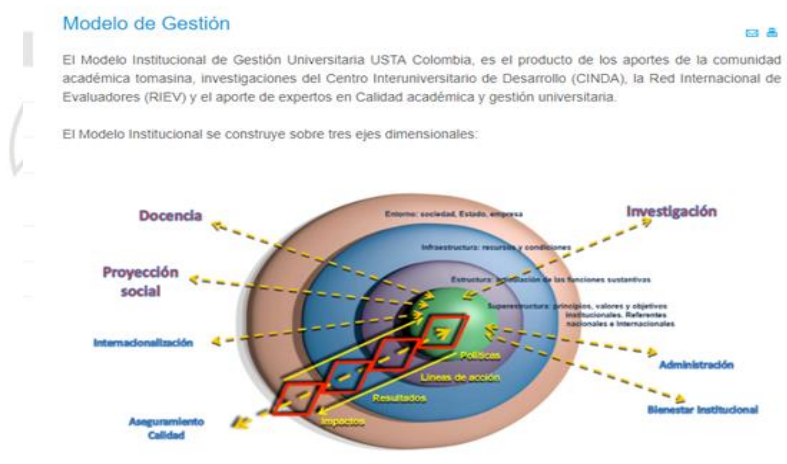 Modelo de Gestión
El Modelo Institucional de Gestión Universitaria USTA Colombia, es el producto de los aportes de la comunidad
académica tomasina, investigaciones del Centro Interuniversitario de Desarrollo (CINDA), la Red Internacional de
Evaluadores (RIEV) y el aporte de expertos en Calidad académica y gestión universitaria.
El Modelo Institucional se construye sobre tres ejes dimensionales:
Docencia
Entorno: sociedad, Estado, empresa
Investigación
Infraestructura: recursos y condiciones
Proyección
social
Estructura: articulación de las funciones sustantivas
Superestructura: principios, valores y objetivos
institucionales. Referentes
nacionales e Internacionales
Internacionalización
Políticas
Administración
Líneas de acción
Resultados
Bienestar Institucional
Aseguramiento
Calidad
Impactos